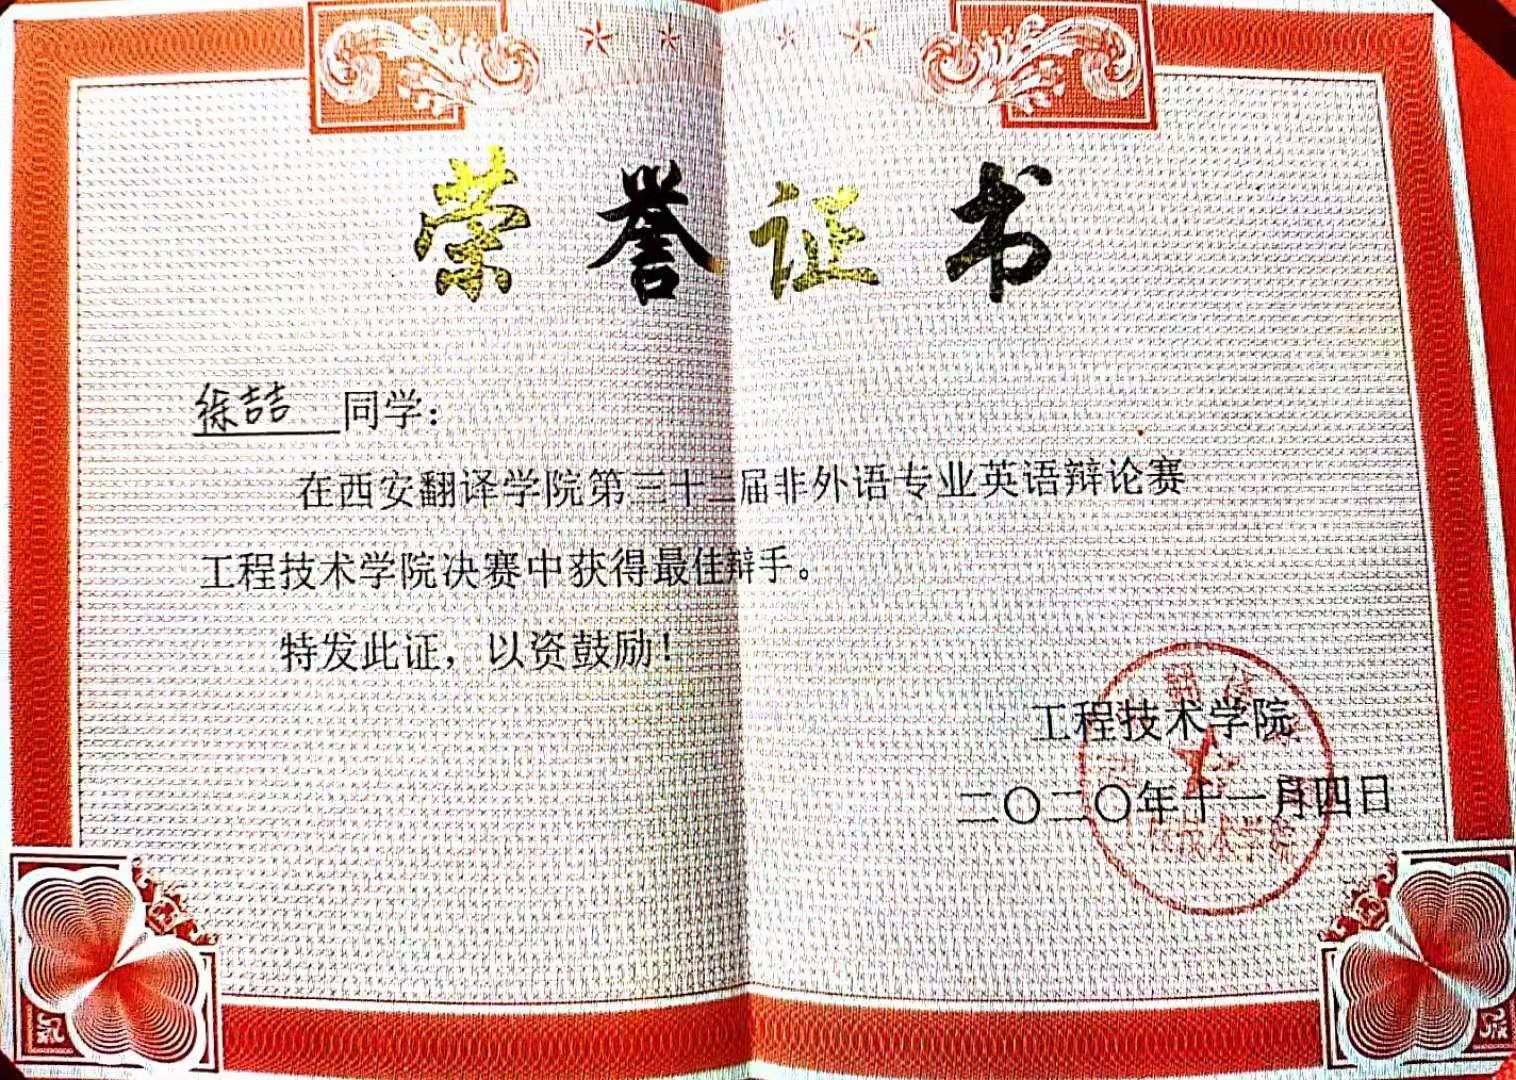 荣誉证书
徐喆同学：
在西安翻译学院第三十二届非外语专业英语辩论赛
工程技术学院决赛中获得最佳辩手。
特发此证，以资鼓励！
工程技术学院
二〇二〇年十一月四日